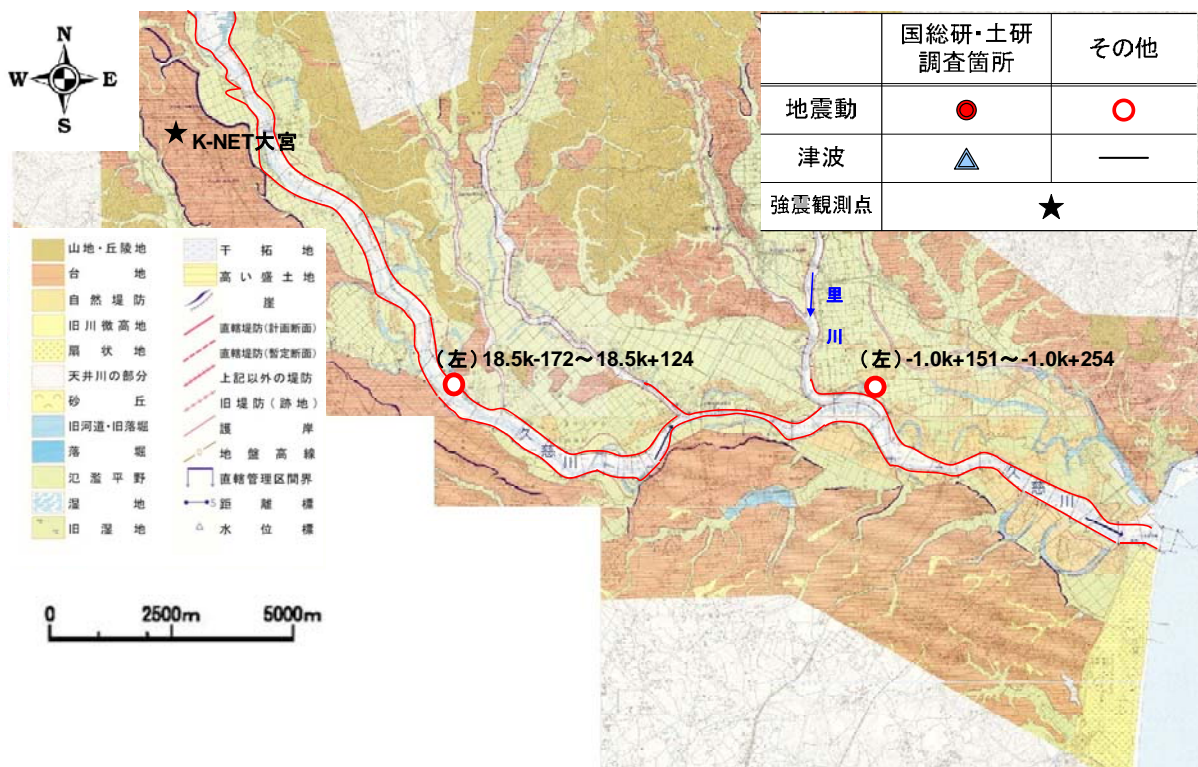 N
W E
S
国総研・土研
調査箇所
その他
地震動
津波
強震観測点
★K-NET大宮
山地・丘陵地
台地
自然堤防
旧川微高地
扇状地
天井川の部分
砂丘
旧河道・旧落堀
落堀
氾濫平野
湿地
旧湿地
干拓地
高い盛土地
崖
直轄堤防(計画断面)
直轄堤防(暫定断面)
上記以外の堤防
旧堤防(跡地)
護岸
地盤高線
直轄管理区間界
距離標
水位標
里川
(左)18.5k-172～18.5k+124
(左)-1.0k+151～-1.0k+254
久慈川
久慈川
0 2500m 5000m